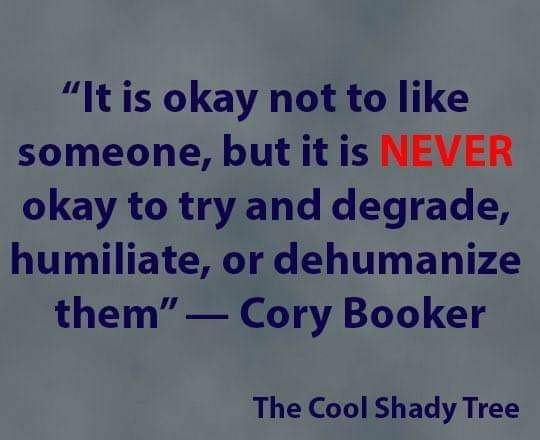 “It is okay not to like
someone, but it is NEVER
okay to try and degrade,
humiliate, or dehumanize
them” — Cory Booker
The Cool Shady Tree